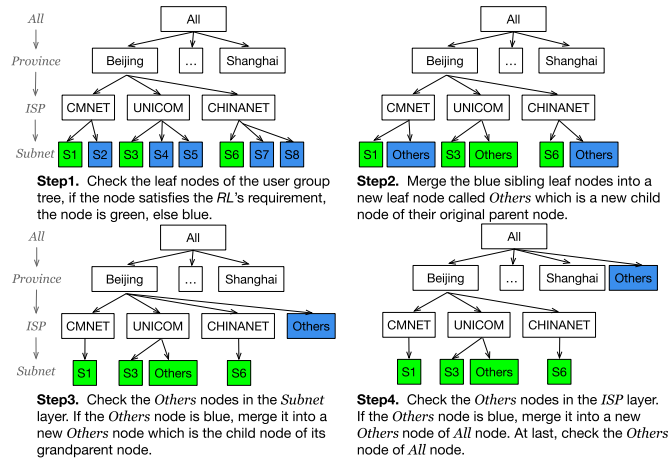 All
All
All
Province
Beijing
...
Shanghai
Beijing
...
Shanghai
ISP
CMNET
UNICOM
CHINANET
CMNET
UNICOM
CHINANET
Subnet
S1
S2
S3
S4
S5
S6
S7
S8
S1
Others
S3
Others
S6
Others
Step1. Check the leaf nodes of the user group
tree, if the node satisfies the RL's requirement,
the node is green, else blue.
Step2. Merge the blue sibling leaf nodes into a
new leaf node called Others which is a new child
node of their original parent node.
All
All
All
Province
Beijing
...
Shanghai
Beijing
...
Shanghai
Others
ISP
CMNET
UNICOM
CHINANET
Others
CMNET
UNICOM
CHINANET
Subnet
S1
S3
Others
S6
S1
S3
Others
S6
Step3. Check the Others nodes in the Subnet
layer. If the Others node is blue, merge it into a
new Others node which is the child node of its
grandparent node.
Step4. Check the Others nodes in the ISP layer.
If the Others node is blue, merge it into a new
Others node of All node. At last, check the Others
node of All node.